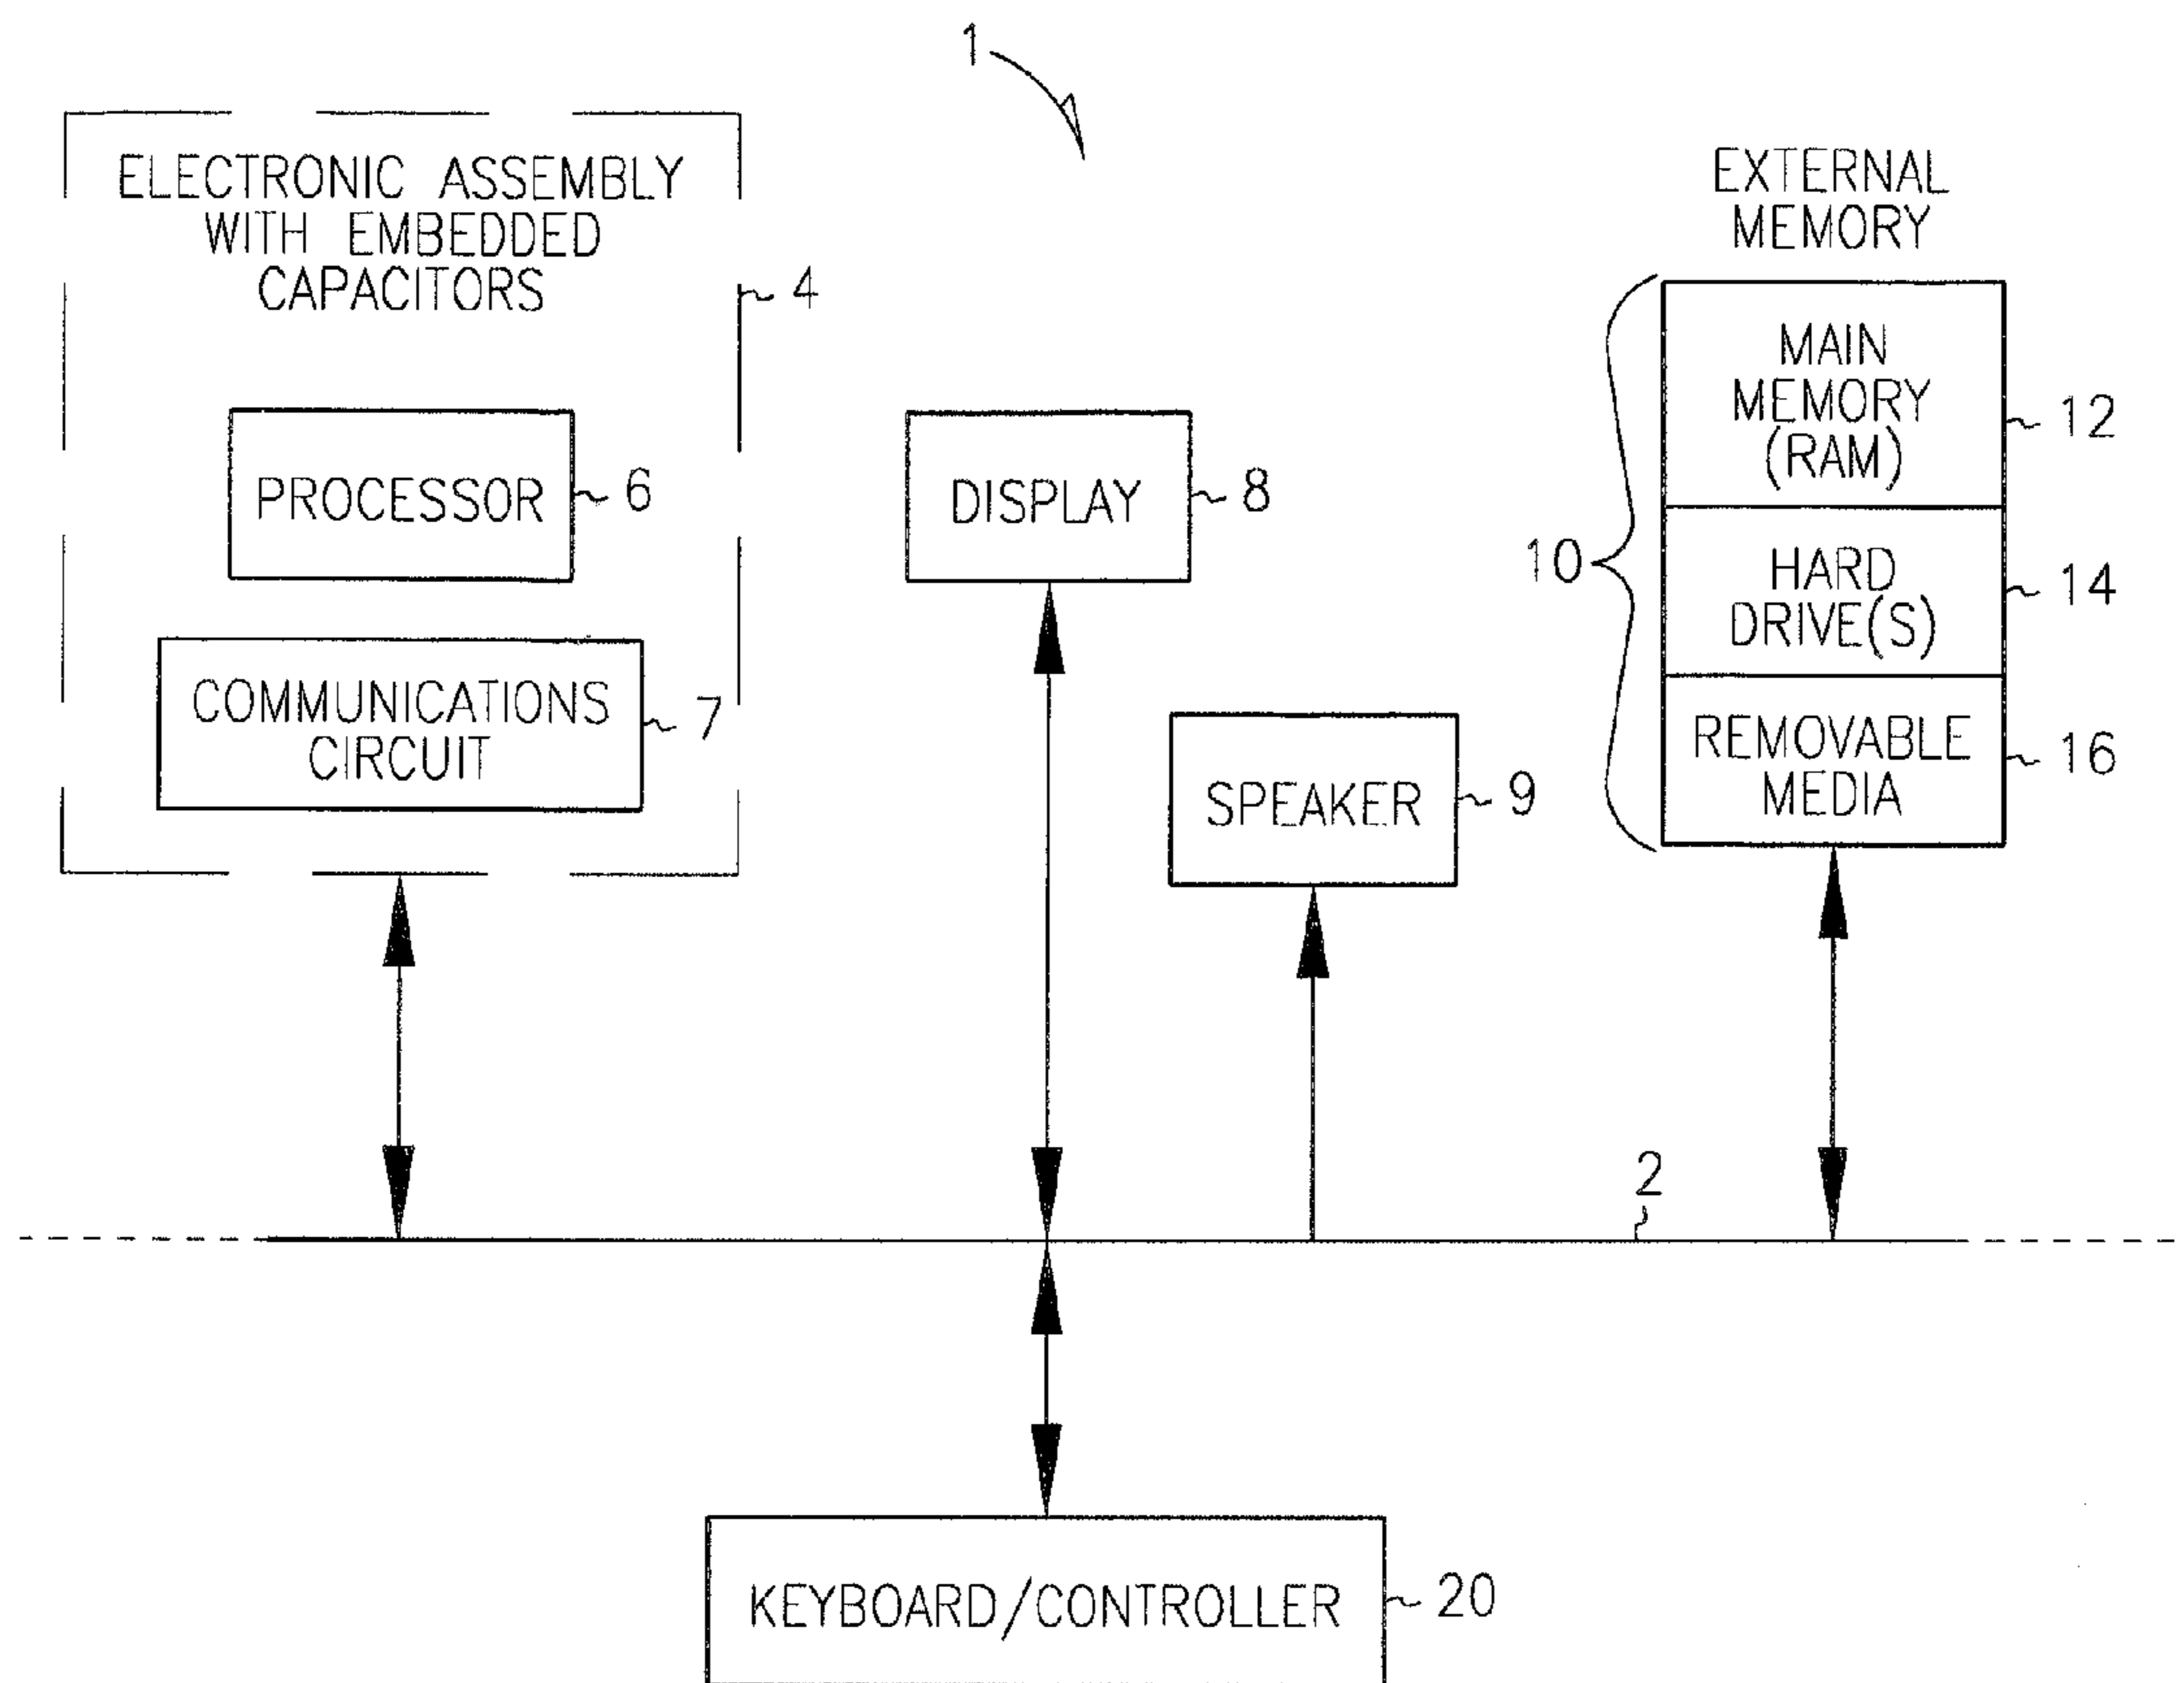 1
ELECTRONIC ASSEMBLY
WITH EMBEDDED
CAPACITORS
4
PROCESSOR
6
COMMUNICATIONS
CIRCUIT
7
DISPLAY
8
SPEAKER
9
EXTERNAL
MEMORY
10
MAIN
MEMORY
(RAM)
12
HARD
DRIVE(S)
14
REMOVABLE
MEDIA
16
2
KEYBOARD/CONTROLLER
20